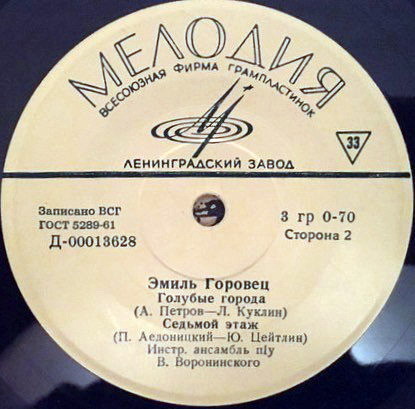 МЕЛОДИЯ
ВСЕСОЮЗНАЯ ФИРМА ГРАМПЛАСТИНОК
ЛЕНИНГРАДСКИЙ ЗАВОД
33
Записано ВСГ
ГОСТ 5289-61
Д-00013628
3 гр 0-70
Сторона 2
Эмиль Горовец
Голубые города
(А. Петров—Л. Куклин)
Седьмой этаж
(П. Аедоницкий—Ю. Цейтлин)
Инстр. ансамбль п/у
В. Воронинского